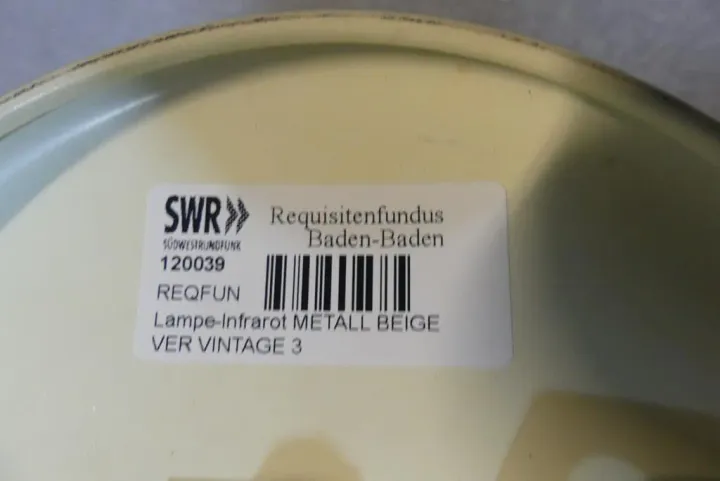 SWR
SÜDWESTRUNDFUNK
Requisitenfundus
Baden-Baden
120039
REQFUN
Lampe-Infrarot METALL BEIGE
VER VINTAGE 3